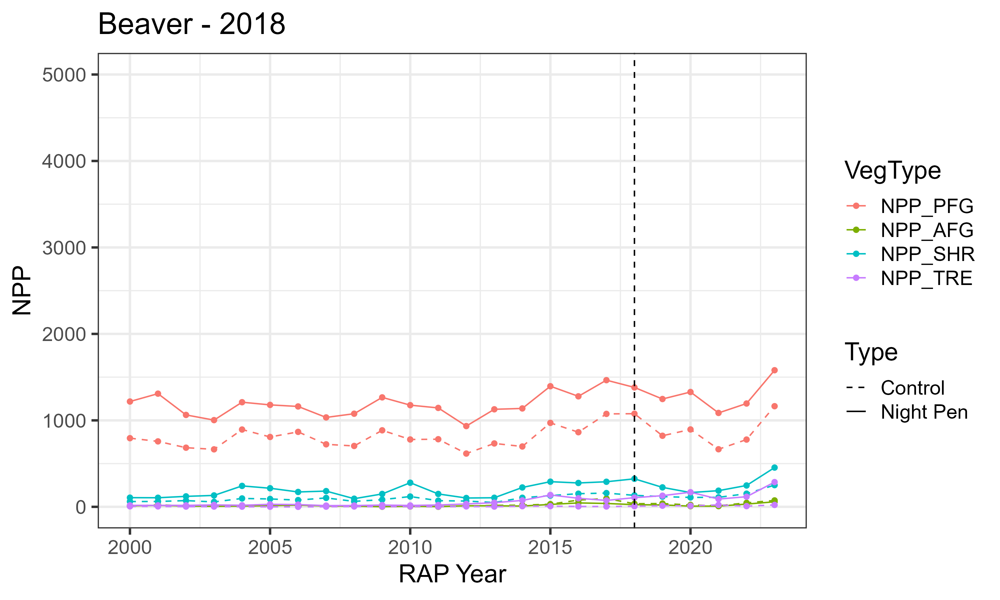 Beaver - 2018
5000
4000
3000
2000
1000
0
NPP
2000
2005
2010
2015
2020
RAP Year
VegType
NPP_PFG
NPP_AFG
NPP_SHR
NPP_TRE
Type
Control
Night Pen